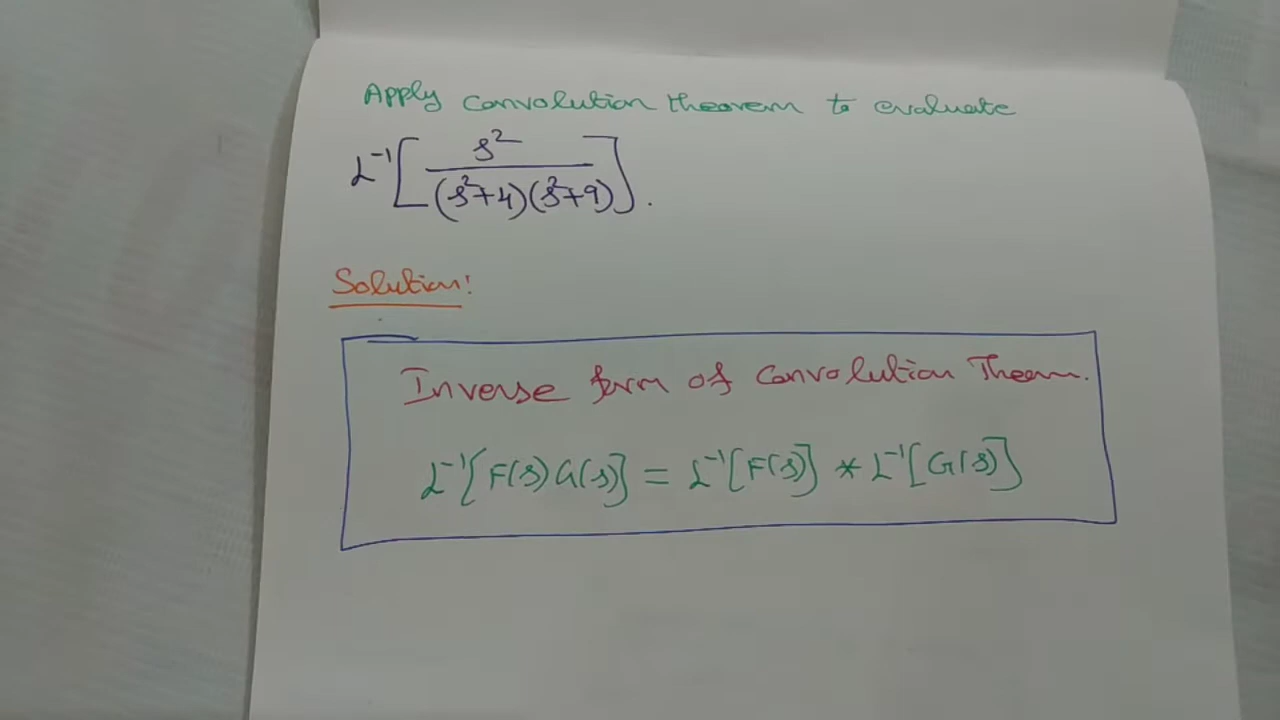 Apply convolution theorem to evaluate
L⁻¹[s²/((s²+4)(s²+9))].
Solution:
Inverse form of Convolution Theorem.
L⁻¹[F(s)G(s)] = L⁻¹[F(s)] * L⁻¹[G(s)]